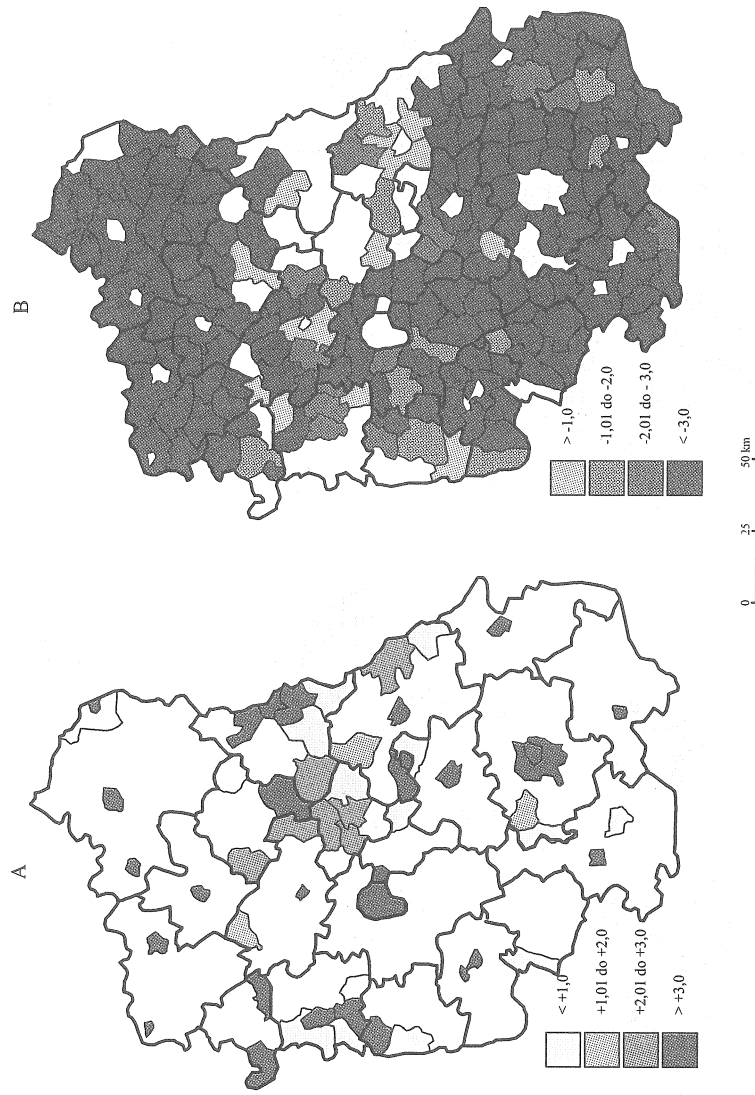 B
> -1,0
-1,01 do -2,0
-2,01 do - 3,0
< -3,0
A
< +1,0
+1,01 do +2,0
+2,01 do +3,0
> +3,0
0 25 50 km